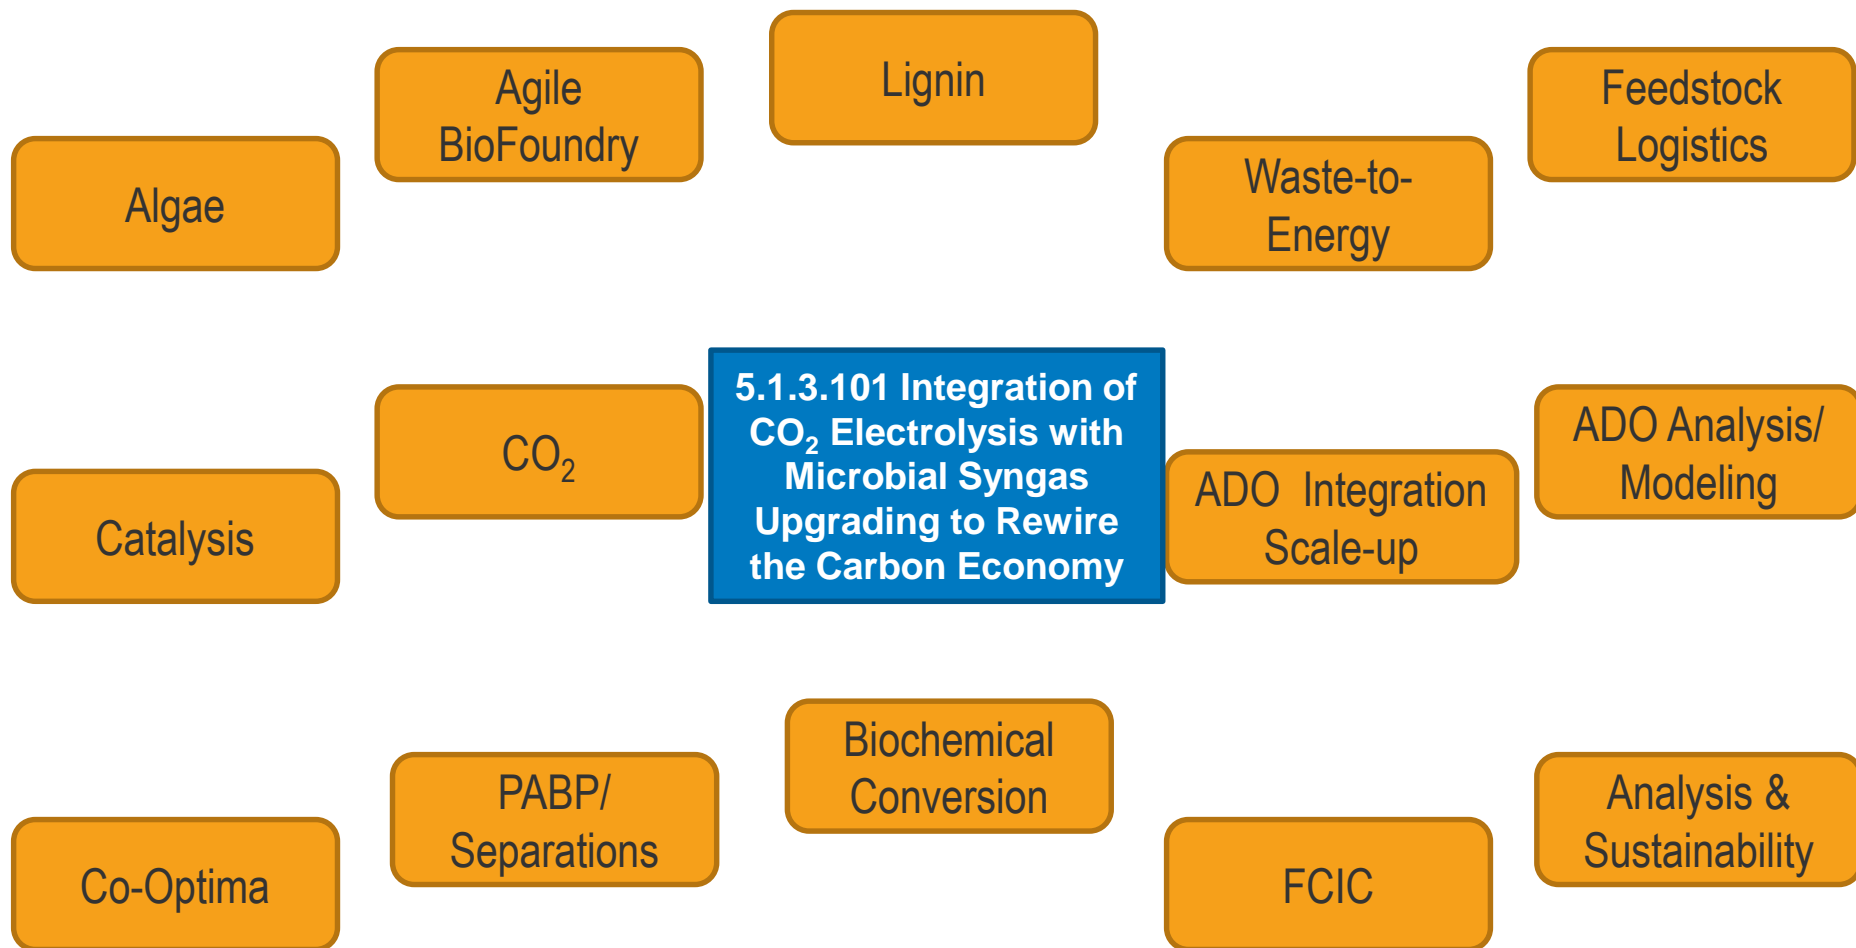 Lignin
Agile
BioFoundry
Feedstock
Logistics
Algae
Waste-to-
Energy
CO₂
5.1.3.101 Integration of
CO₂ Electrolysis with
Microbial Syngas
Upgrading to Rewire
the Carbon Economy
ADO Analysis/
Modeling
Catalysis
ADO Integration
Scale-up
Biochemical
Conversion
PABP/
Separations
Analysis &
Sustainability
Co-Optima
FCIC